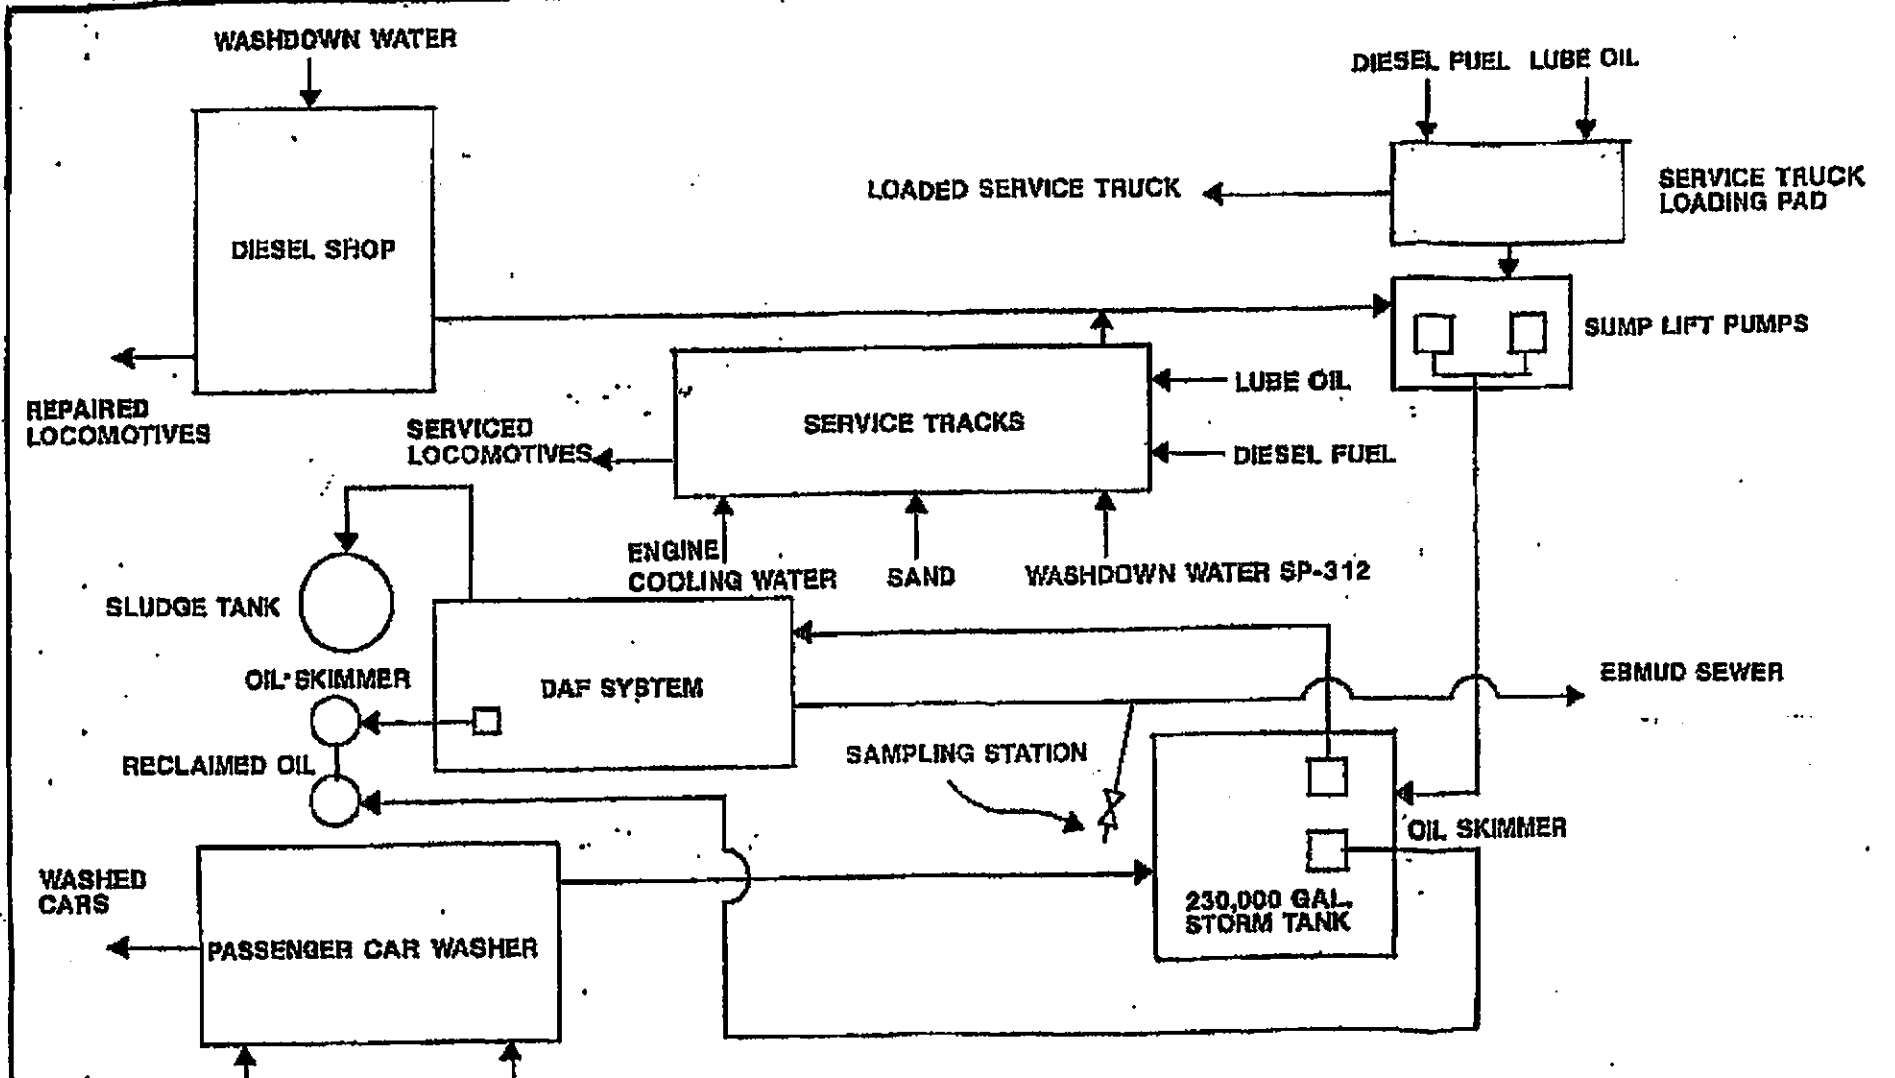 WASHDOWN WATER
DIESEL FUEL LUBE OIL
LOADED SERVICE TRUCK
SERVICE TRUCK
LOADING PAD
DIESEL SHOP
SUMP LIFT PUMPS
LUBE OIL
REPAIRED
LOCOMOTIVES
SERVICED
LOCOMOTIVES
SERVICE TRACKS
DIESEL FUEL
ENGINE
COOLING WATER
SAND
WASHDOWN WATER SP-312
SLUDGE TANK
OIL SKIMMER
DAF SYSTEM
EBMUD SEWER
RECLAIMED OIL
SAMPLING STATION
OIL SKIMMER
WASHED
CARS
230,000 GAL.
STORM TANK
PASSENGER CAR WASHER